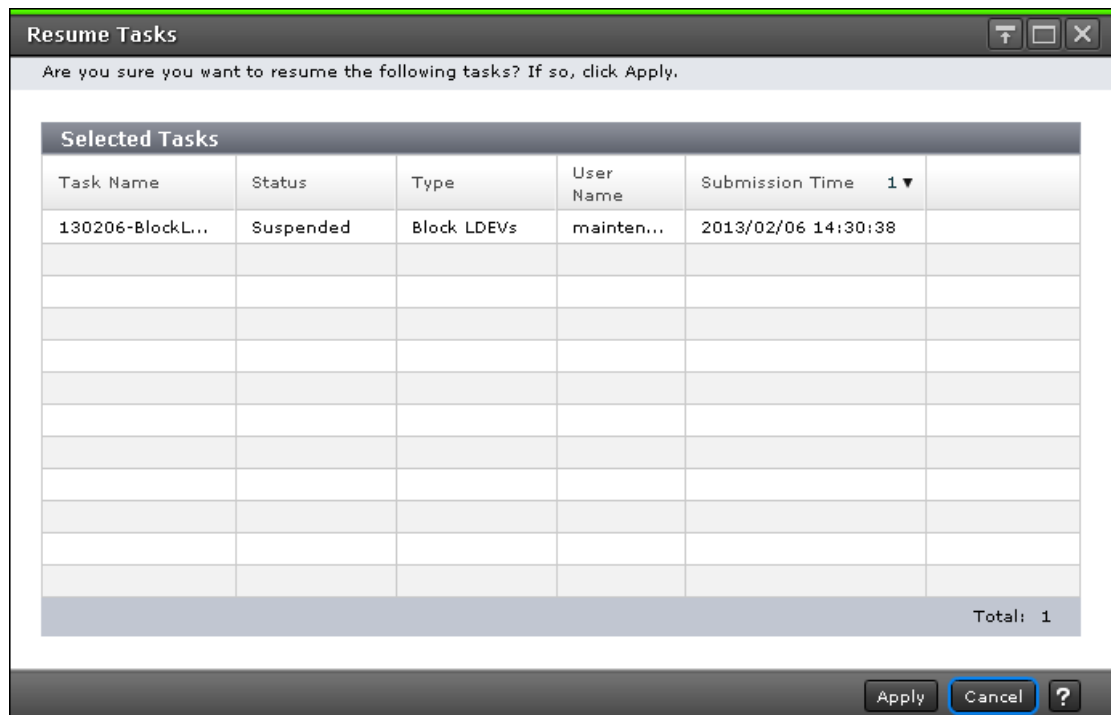 Resume Tasks
Are you sure you want to resume the following tasks? If so, click Apply.
Selected Tasks
Task Name Status Type User Name Submission Time 1▼
130206-BlockL... Suspended Block LDEVs mainten... 2013/02/06 14:30:38
Total: 1
Apply Cancel ?